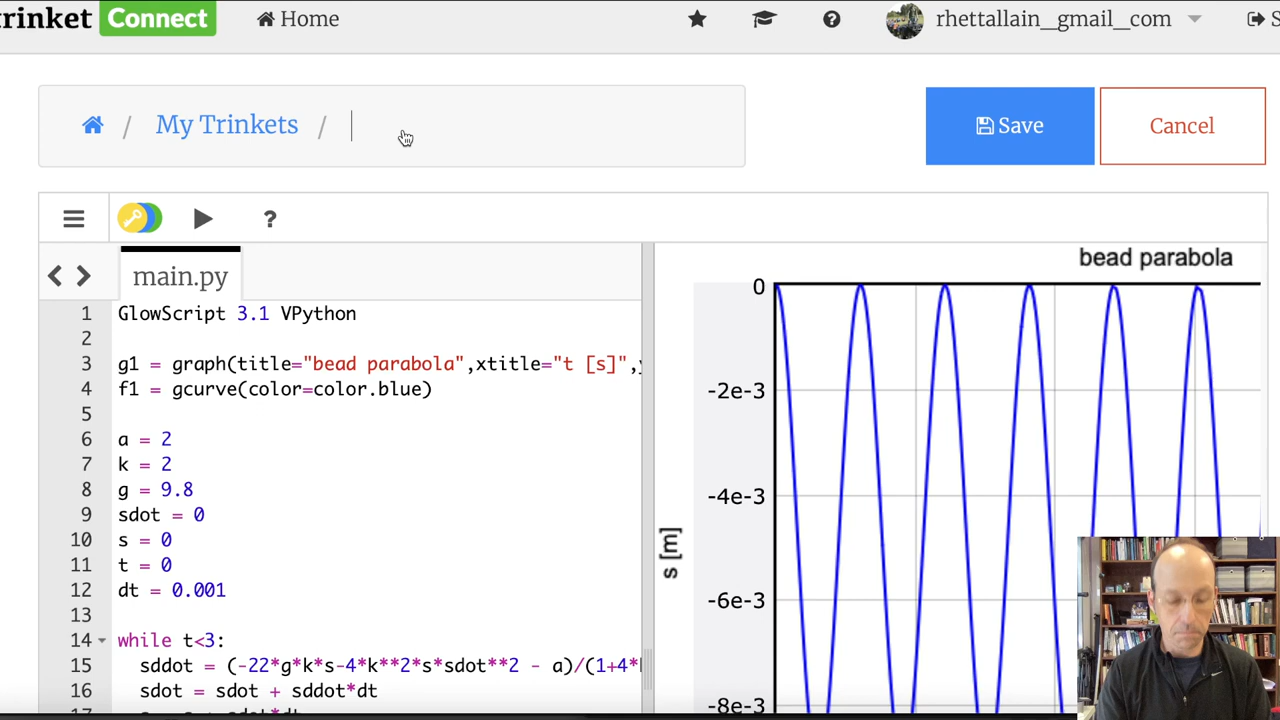 trinket Connect Home rhettallain__gmail__com
/ My Trinkets /
Save Cancel
?
main.py
1 GlowScript 3.1 VPython
2
3 g1 = graph(title="bead parabola",xtitle="t [s]",
4 f1 = gcurve(color=color.blue)
5
6 a = 2
7 k = 2
8 g = 9.8
9 sdot = 0
10 s = 0
11 t = 0
12 dt = 0.001
13
14 while t<3:
15 sddot = (-22*g*k*s-4*k**2*s*sdot**2 - a)/(1+4*
16 sdot = sdot + sddot*dt
bead parabola
0
-2e-3
-4e-3
-6e-3
-8e-3
s [m]